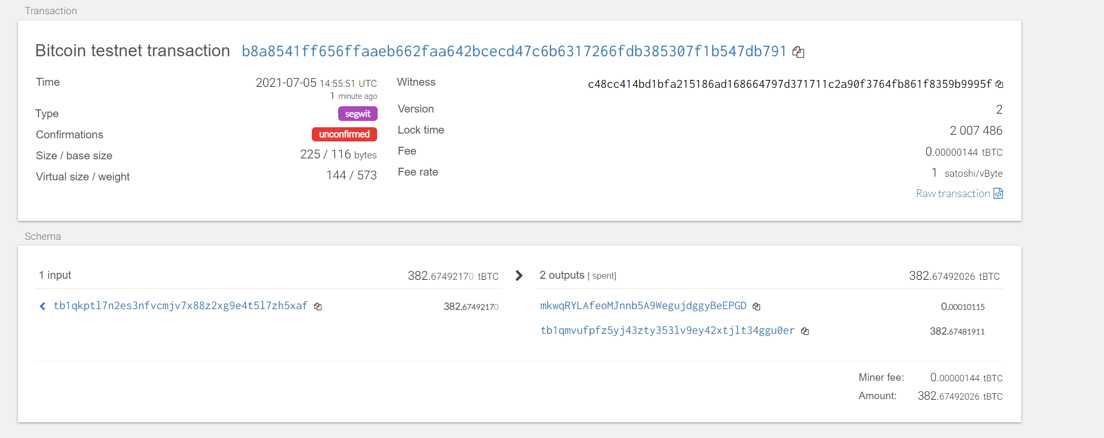 Transaction
Bitcoin testnet transaction b8a8541ff656ffaaeb662faa642bcecd47c6b6317266fdb385307f1b547db791
Time 2021-07-05 14:55:51 UTC
1 minute ago
Type segwit
Confirmations unconfirmed
Size / base size 225 / 116 bytes
Virtual size / weight 144 / 573
Witness c48cc414bd1bfa215186ad168664797d371711c2a90f3764fb861f8359b9995f
Version 2
Lock time 2 007 486
Fee 0.00000144 tBTC
Fee rate 1 satoshi/vByte
Raw transaction
Schema
1 input 382.67492170 tBTC
2 outputs [ spent] 382.67492026 tBTC
tb1qkptl7n2es3nfvcmjv7x88z2xg9e4t5l7zh5xaf 382.67492170
mkwqRYLAfeoMJnnb5A9WegujdggyBeEPGD 0.00010115
tb1qmvufpfz5yj43zty353lv9ey42xtjlt34ggu0er 382.67481911
Miner fee: 0.00000144 tBTC
Amount: 382.67492026 tBTC